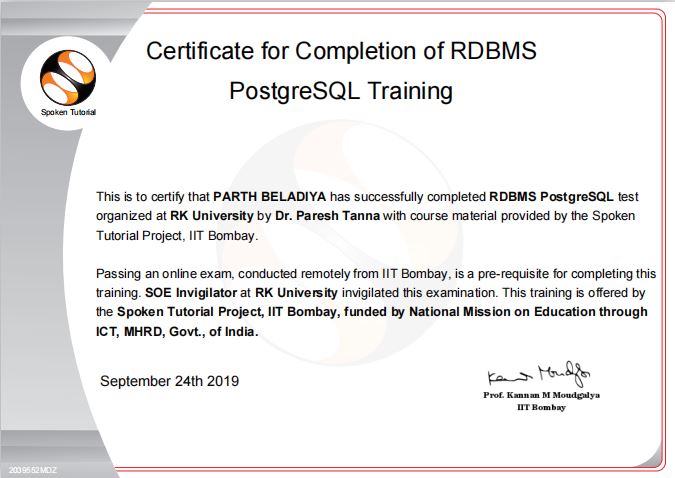 Certificate for Completion of RDBMS
PostgreSQL Training
Spoken Tutorial
This is to certify that PARTH BELADIYA has successfully completed RDBMS PostgreSQL test
organized at RK University by Dr. Paresh Tanna with course material provided by the Spoken
Tutorial Project, IIT Bombay.
Passing an online exam, conducted remotely from IIT Bombay, is a pre-requisite for completing this
training. SOE Invigilator at RK University invigilated this examination. This training is offered by
the Spoken Tutorial Project, IIT Bombay, funded by National Mission on Education through
ICT, MHRD, Govt., of India.
September 24th 2019
Prof. Kannan M Moudgalya
IIT Bombay
2039552MDZ